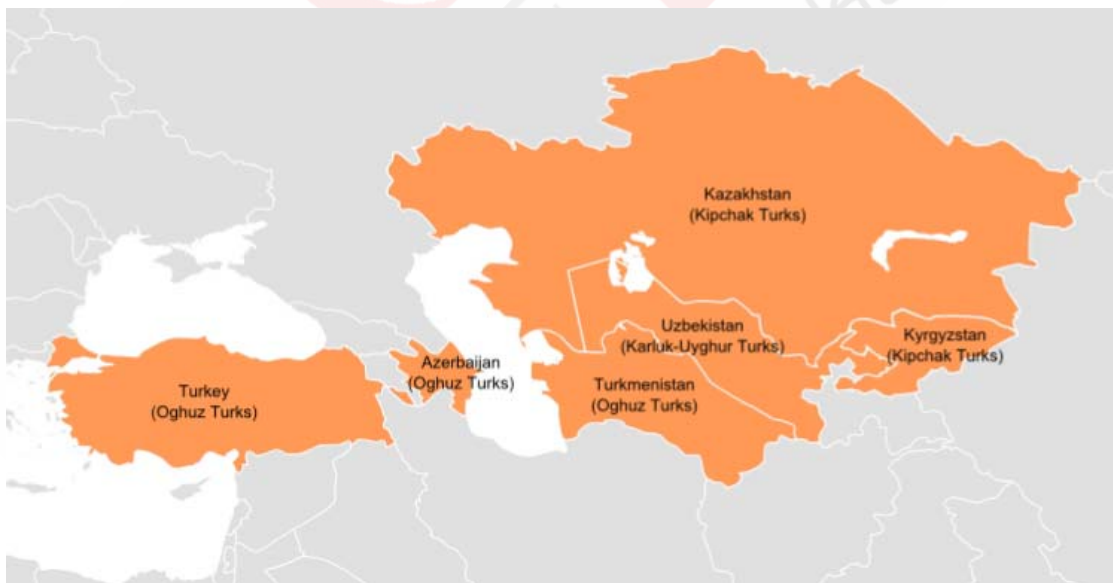 Kazakhstan
(Kipchak Turks)
Uzbekistan
(Karluk-Uyghur Turks)
Kyrgyzstan
(Kipchak Turks)
Azerbaijan
(Oghuz Turks)
Turkmenistan
(Oghuz Turks)
Turkey
(Oghuz Turks)